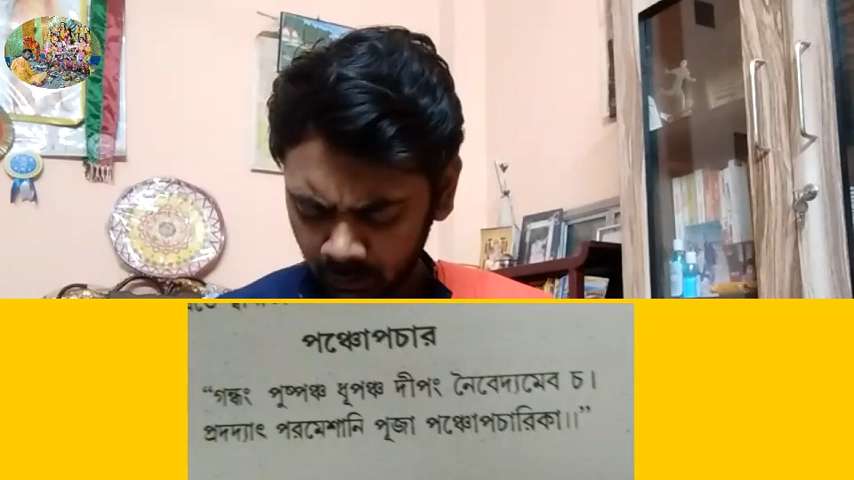 পঞ্চোপচার
“গন্ধং পুষ্পঞ্চ ধূপঞ্চ দীপং নৈবেদ্যমেব চ।
প্রদদ্যাৎ পরমেশানি পূজা পঞ্চোপচারিকা।।”